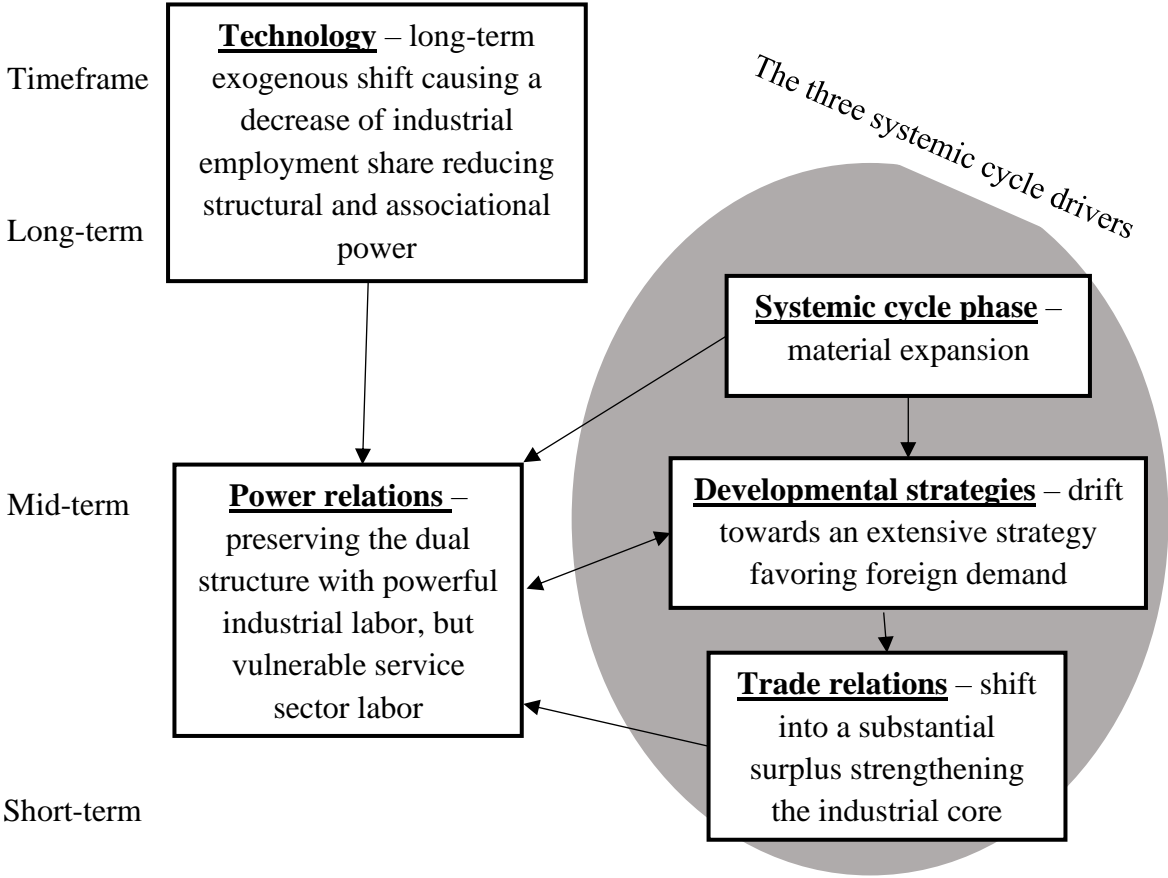 Timeframe
Long-term
Mid-term
Short-term
Technology – long-term
exogenous shift causing a
decrease of industrial
employment share reducing
structural and associational
power
The three systemic cycle drivers
Systemic cycle phase –
material expansion
Power relations –
preserving the dual
structure with powerful
industrial labor, but
vulnerable service
sector labor
Developmental strategies – drift
towards an extensive strategy
favoring foreign demand
Trade relations – shift
into a substantial
surplus strengthening
the industrial core